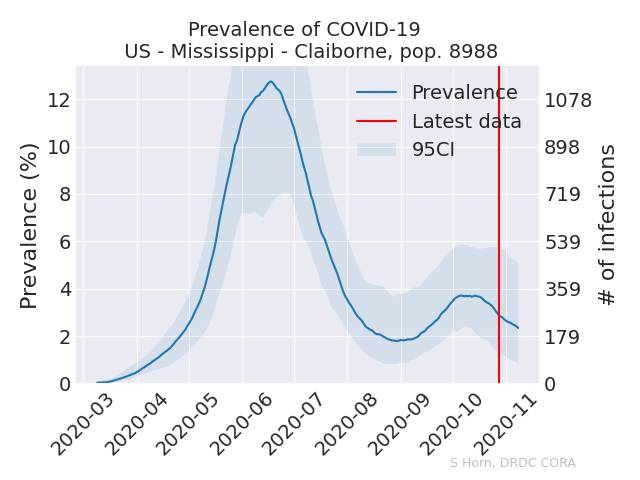 Prevalence of COVID-19
US - Mississippi - Claiborne, pop. 8988
Prevalence
Latest data
95CI
Prevalence (%)
12
10
8
6
4
2
0
1078
898
719
539
359
179
0
# of infections
2020-03
2020-04
2020-05
2020-06
2020-07
2020-08
2020-09
2020-10
2020-11
S Horn, DRDC CORA